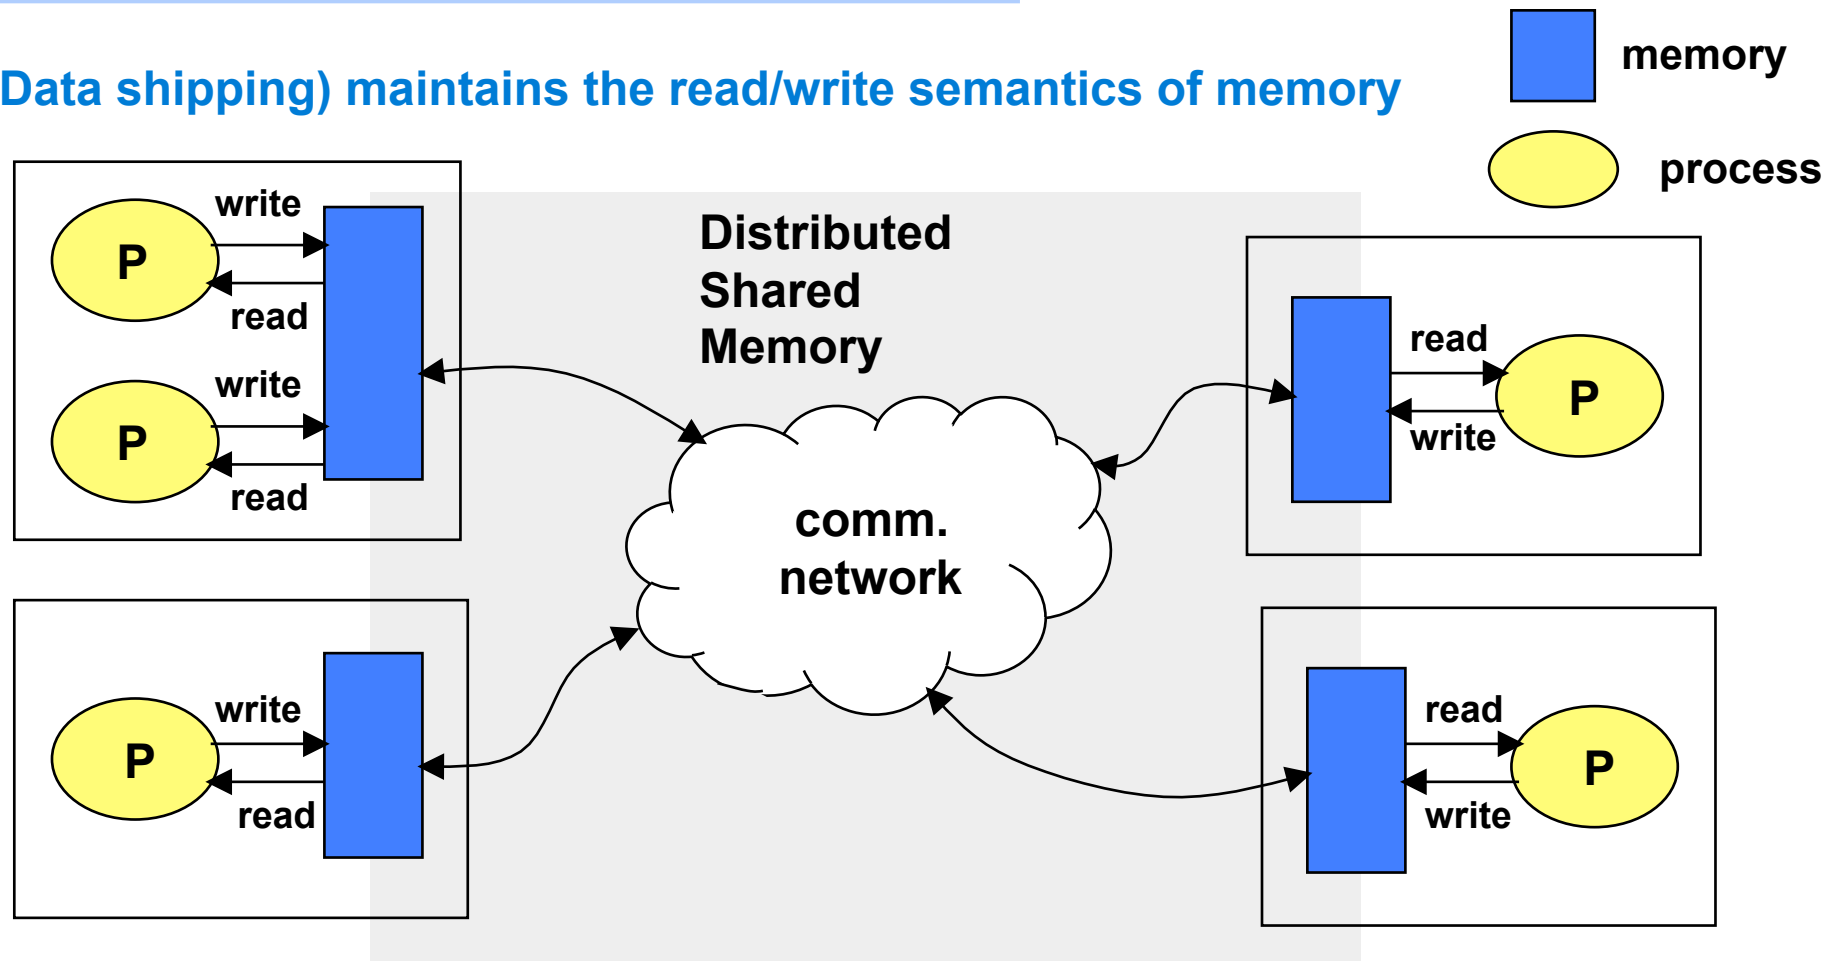 memory
Data shipping) maintains the read/write semantics of memory
process
write
P
read
write
P
read
Distributed
Shared
Memory
read
P
write
comm.
network
write
P
read
read
P
write